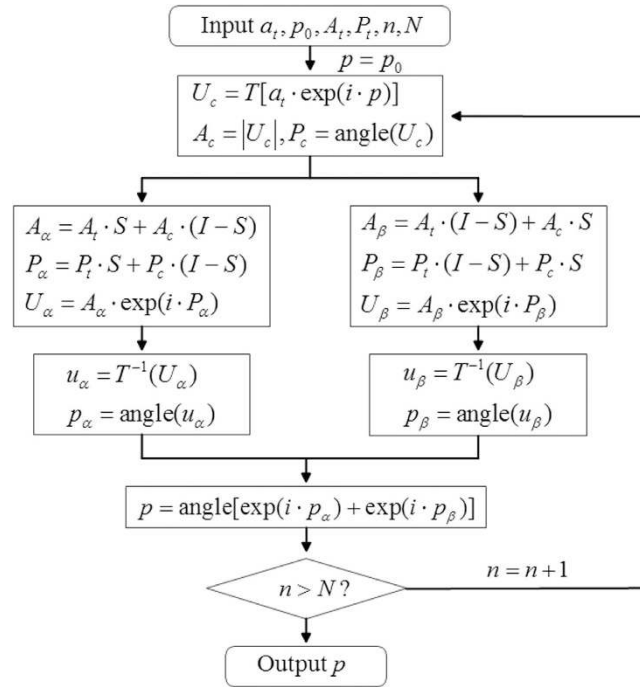 Input a_t, p_0, A_t, P_t, n, N
p = p_0
U_c = T[a_t · exp(i · p)]
A_c = |U_c|, P_c = angle(U_c)
A_α = A_t · S + A_c · (I − S)
P_α = P_t · S + P_c · (I − S)
U_α = A_α · exp(i · P_α)
A_β = A_t · (I − S) + A_c · S
P_β = P_t · (I − S) + P_c · S
U_β = A_β · exp(i · P_β)
u_α = T⁻¹(U_α)
p_α = angle(u_α)
u_β = T⁻¹(U_β)
p_β = angle(u_β)
p = angle[exp(i · p_α) + exp(i · p_β)]
n > N ?
n = n + 1
Output p